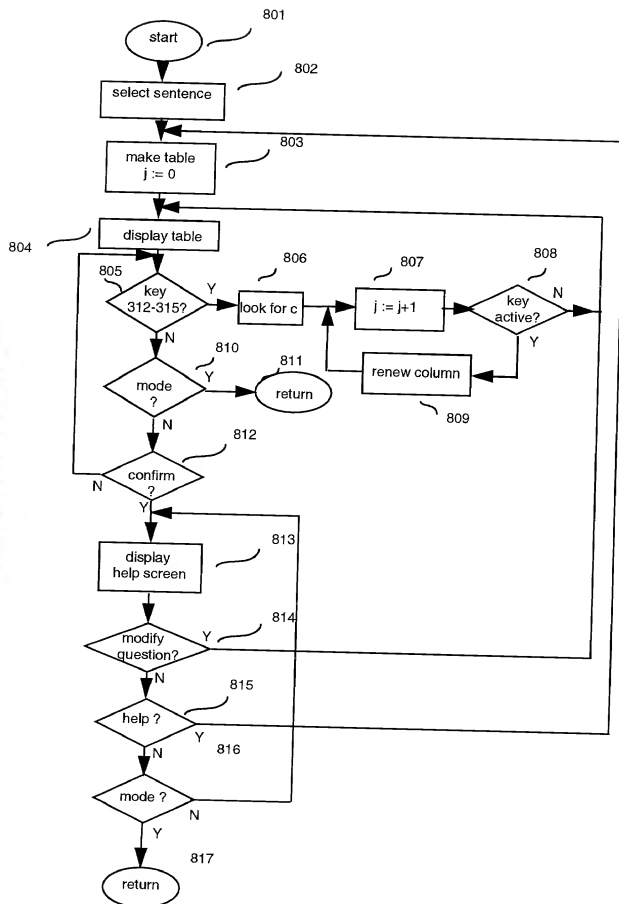 801
start
802
select sentence
803
make table
j := 0
804
display table
805
key
312-315?
Y
N
806
look for c
807
j := j+1
808
key
active?
N
Y
renew column
809
810
mode
?
Y
N
811
return
812
confirm
?
N
Y
813
display
help screen
814
modify
question?
Y
N
815
help ?
Y
N
816
mode ?
N
Y
817
return